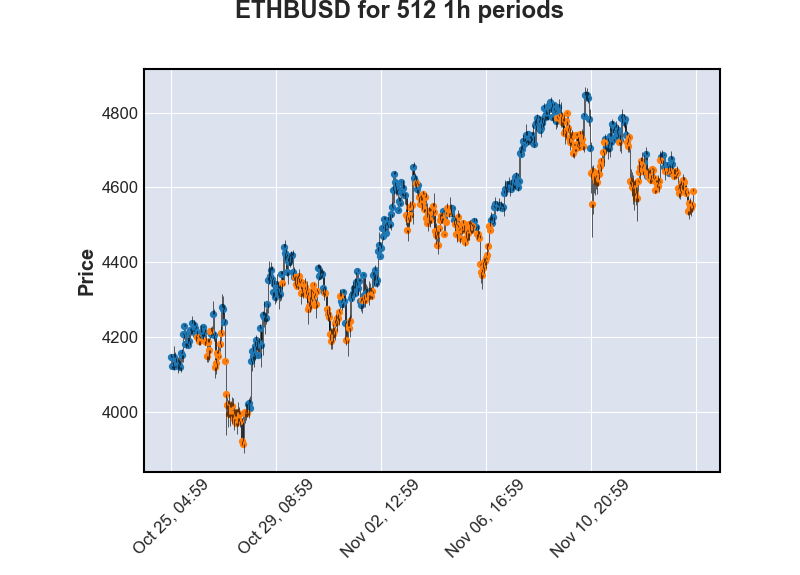 ETHBUSD for 512 1h periods
Price
4800
4600
4400
4200
4000
Oct 25, 04:59
Oct 29, 08:59
Nov 02, 12:59
Nov 06, 16:59
Nov 10, 20:59